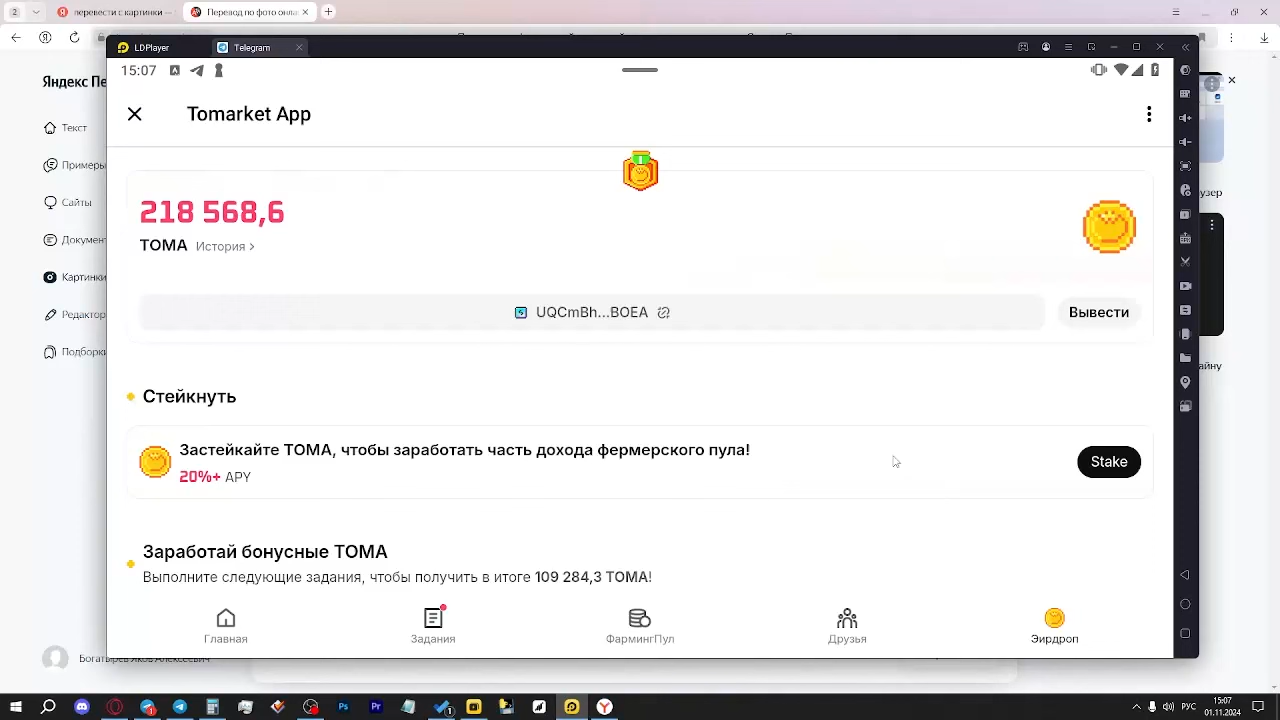 2
перевести с картинки —
Перевод по фото онла
LDPlayer
Telegram
15:07
Яндекс Пе
Tomarket App
Текст
Примеры
Сайты
Документ
Картинки
Редактор
Подборки
узер
айну
218 568,6
TOMA История >
UQCmBh...BOEA
Вывести
Стейкнуть
Застейкайте TOMA, чтобы заработать часть дохода фермерского пула!
20%+ APY
Stake
Заработай бонусные TOMA
Выполните следующие задания, чтобы получить в итоге 109 284,3 TOMA!
Главная
Задания
ФармингПул
Друзья
Эирдроп
Богатырев Яков Алексеевич
РУС
15:07
01.11.2024